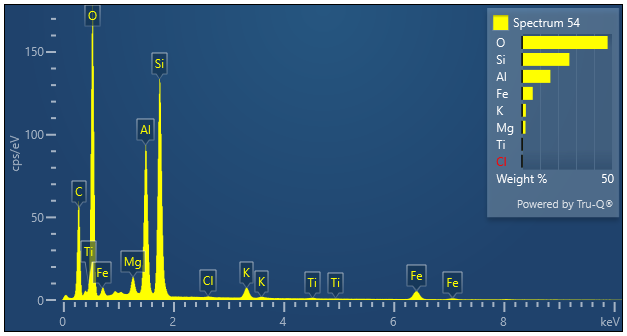 Spectrum 54
O
Si
Al
Fe
K
Mg
Ti
Cl
Weight %
50
Powered by Tru-Q®
cps/eV
150
100
50
0
O
Si
Al
C
Ti
Fe
Mg
Cl
K
K
Ti
Ti
Fe
Fe
0
2
4
6
8
keV